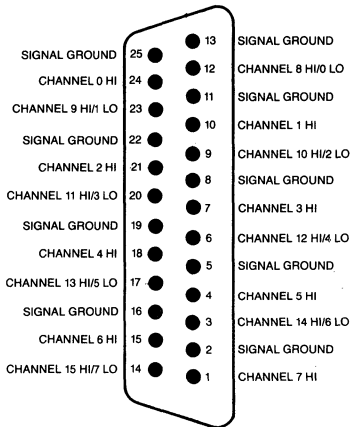 13 SIGNAL GROUND
SIGNAL GROUND 25
12 CHANNEL 8 HI/0 LO
CHANNEL 0 HI 24
11 SIGNAL GROUND
CHANNEL 9 HI/1 LO 23
10 CHANNEL 1 HI
SIGNAL GROUND 22
9 CHANNEL 10 HI/2 LO
CHANNEL 2 HI 21
8 SIGNAL GROUND
CHANNEL 11 HI/3 LO 20
7 CHANNEL 3 HI
SIGNAL GROUND 19
6 CHANNEL 12 HI/4 LO
CHANNEL 4 HI 18
5 SIGNAL GROUND
CHANNEL 13 HI/5 LO 17
4 CHANNEL 5 HI
SIGNAL GROUND 16
3 CHANNEL 14 HI/6 LO
CHANNEL 6 HI 15
2 SIGNAL GROUND
CHANNEL 15 HI/7 LO 14
1 CHANNEL 7 HI